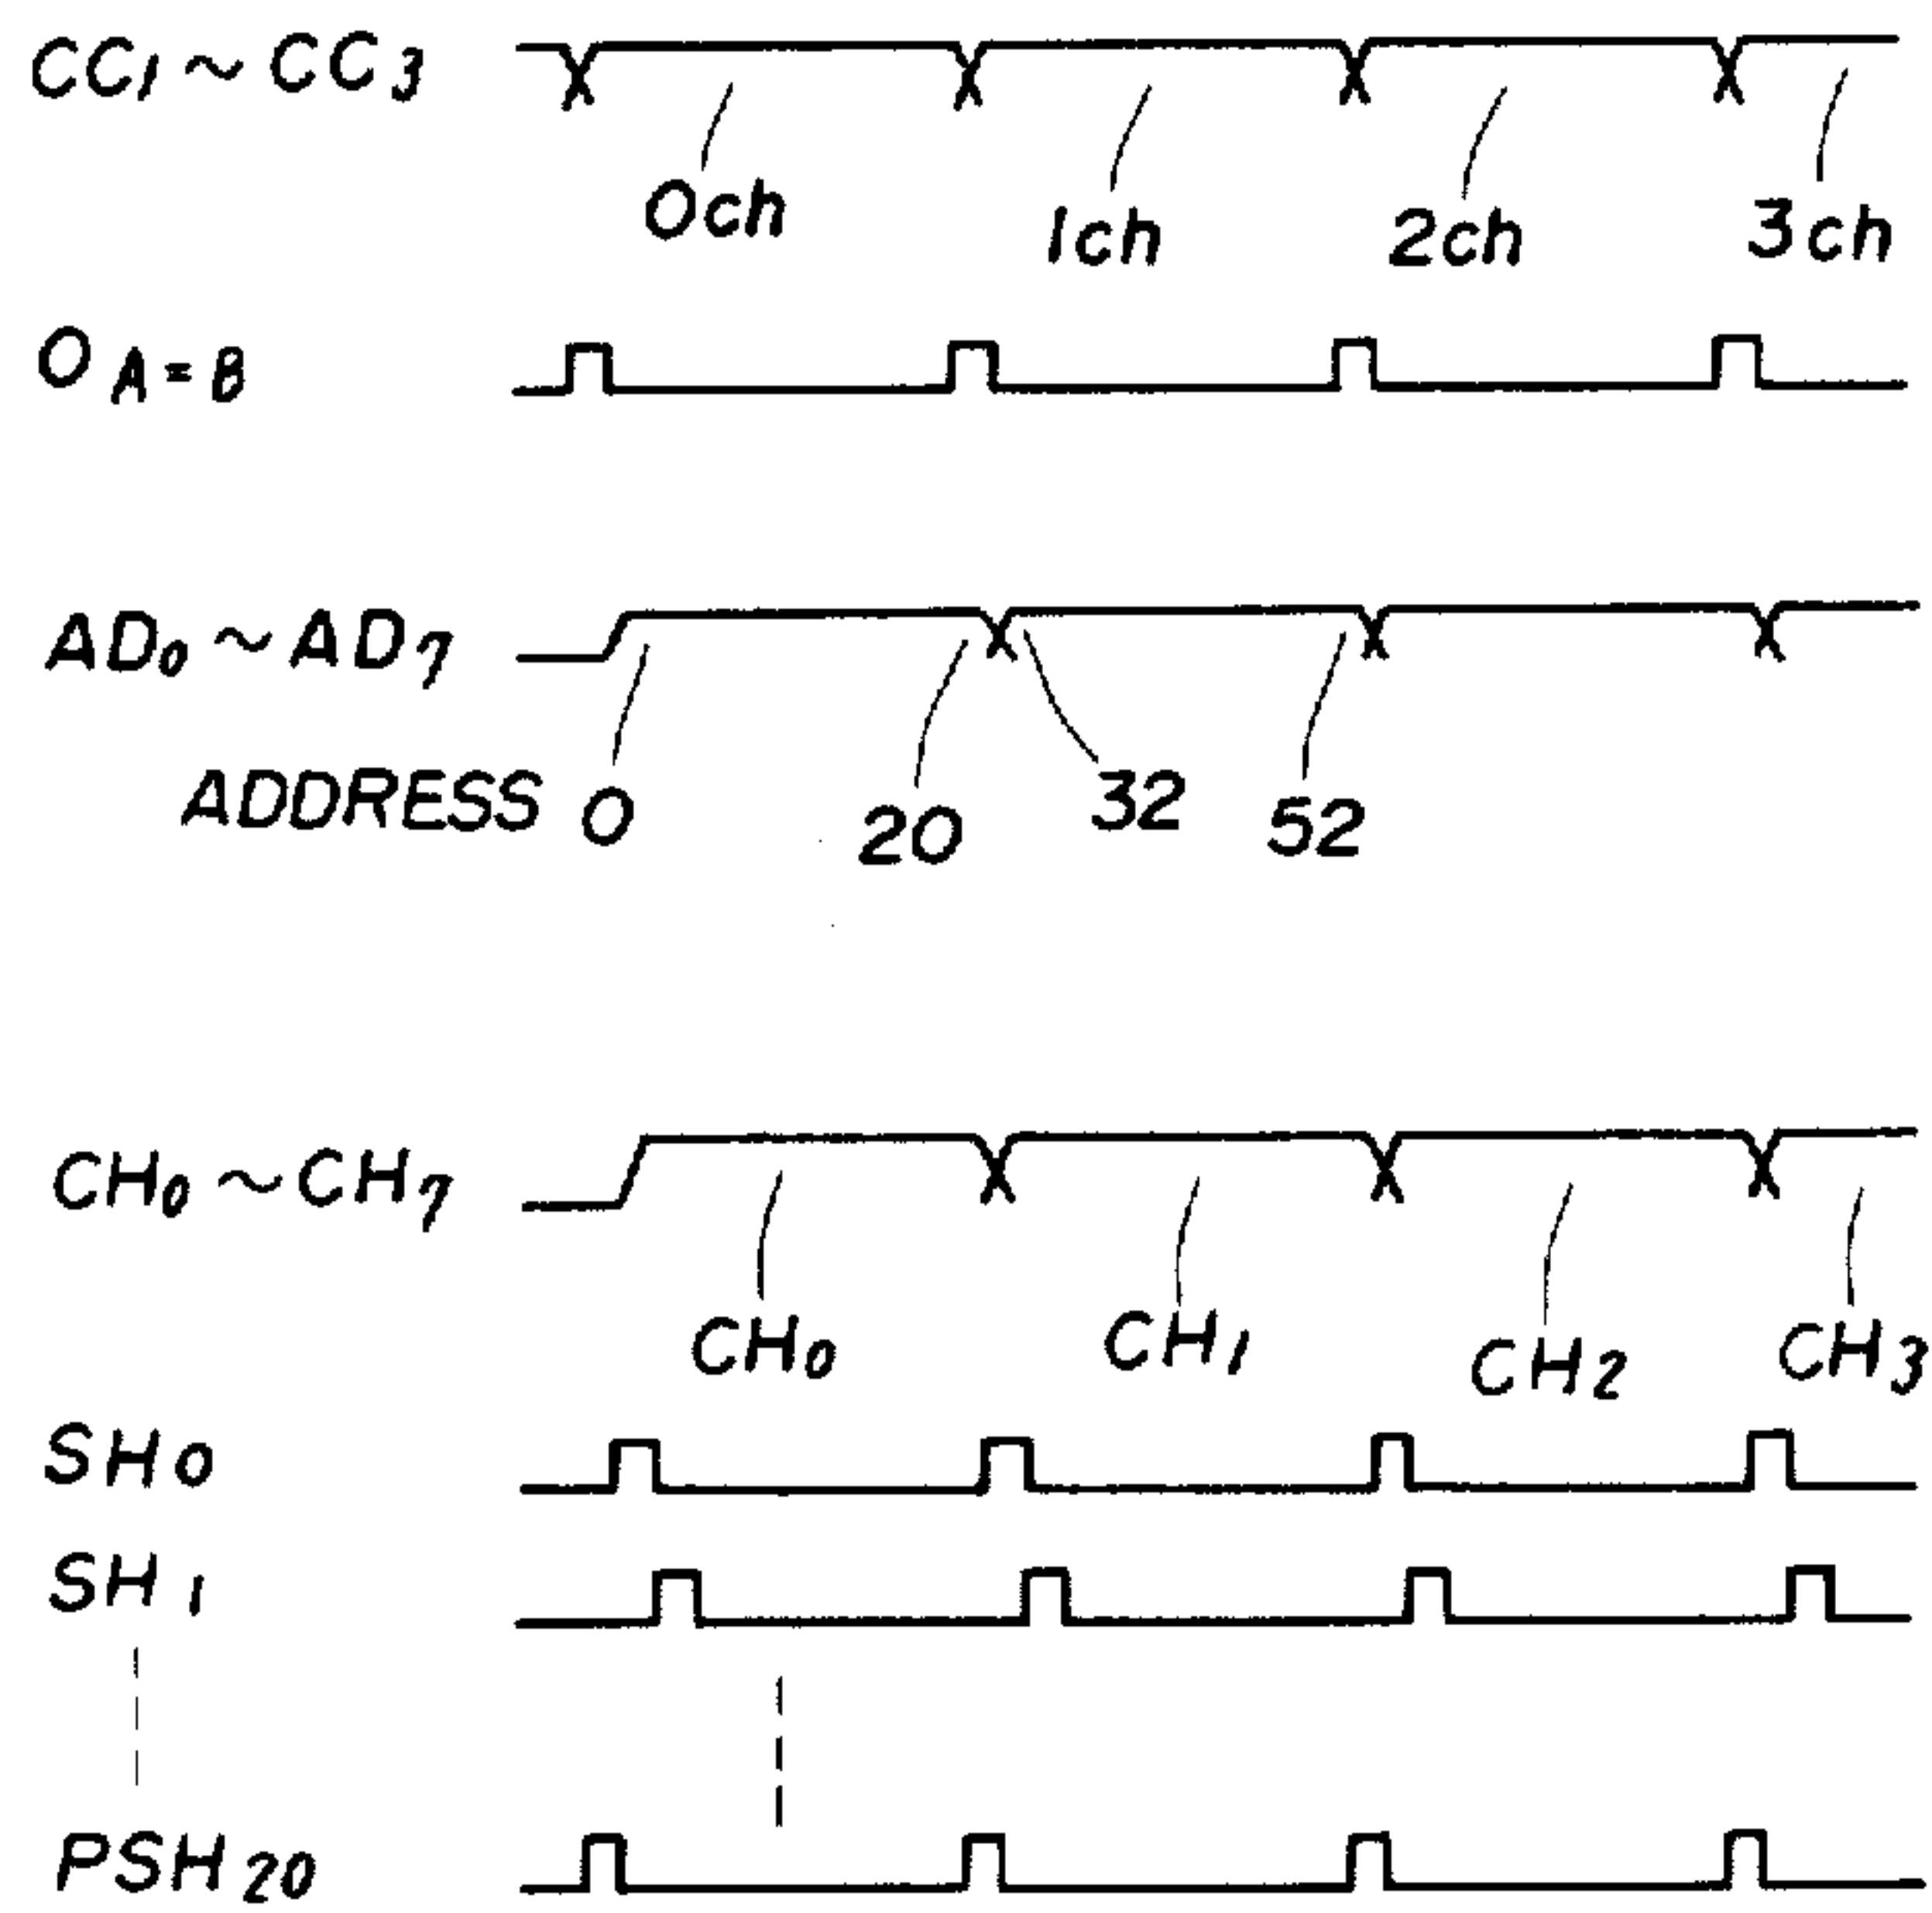 CC1 ~ CC3
0ch
1ch
2ch
3ch
OA=B
AD0 ~ AD7
ADDRESS 0
20
32
52
CH0 ~ CH7
CH0
CH1
CH2
CH3
SH0
SH1
PSH20